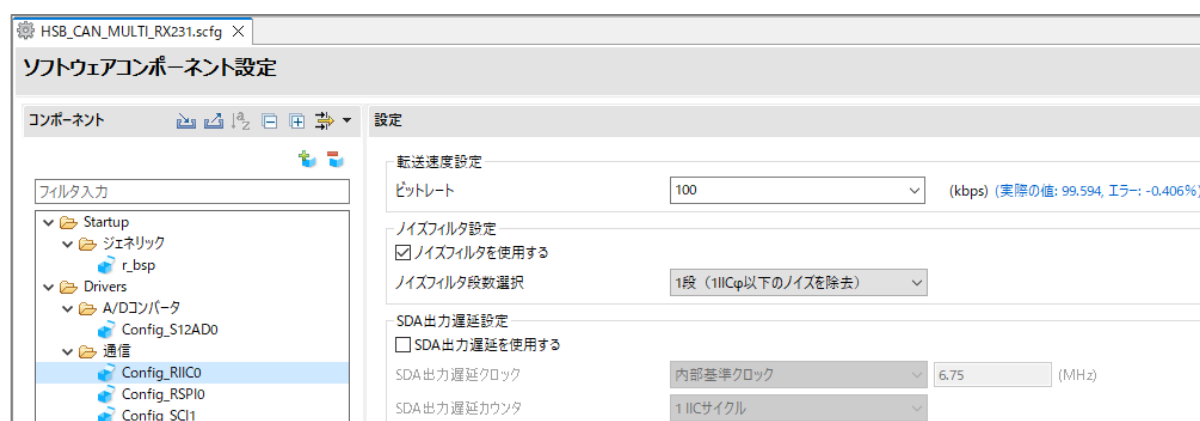 HSB_CAN_MULTI_RX231.scfg
ソフトウェアコンポーネント設定
コンポーネント
設定
フィルタ入力
Startup
ジェネリック
r_bsp
Drivers
A/Dコンバータ
Config_S12AD0
通信
Config_RIIC0
Config_RSPI0
Config_SCI1
転送速度設定
ビットレート 100 (kbps) (実際の値: 99.594, エラー: -0.406%)
ノイズフィルタ設定
ノイズフィルタを使用する
ノイズフィルタ段数選択 1段（1IICφ以下のノイズを除去）
SDA出力遅延設定
SDA出力遅延を使用する
SDA出力遅延クロック 内部基準クロック 6.75 (MHz)
SDA出力遅延カウンタ 1 IICサイクル